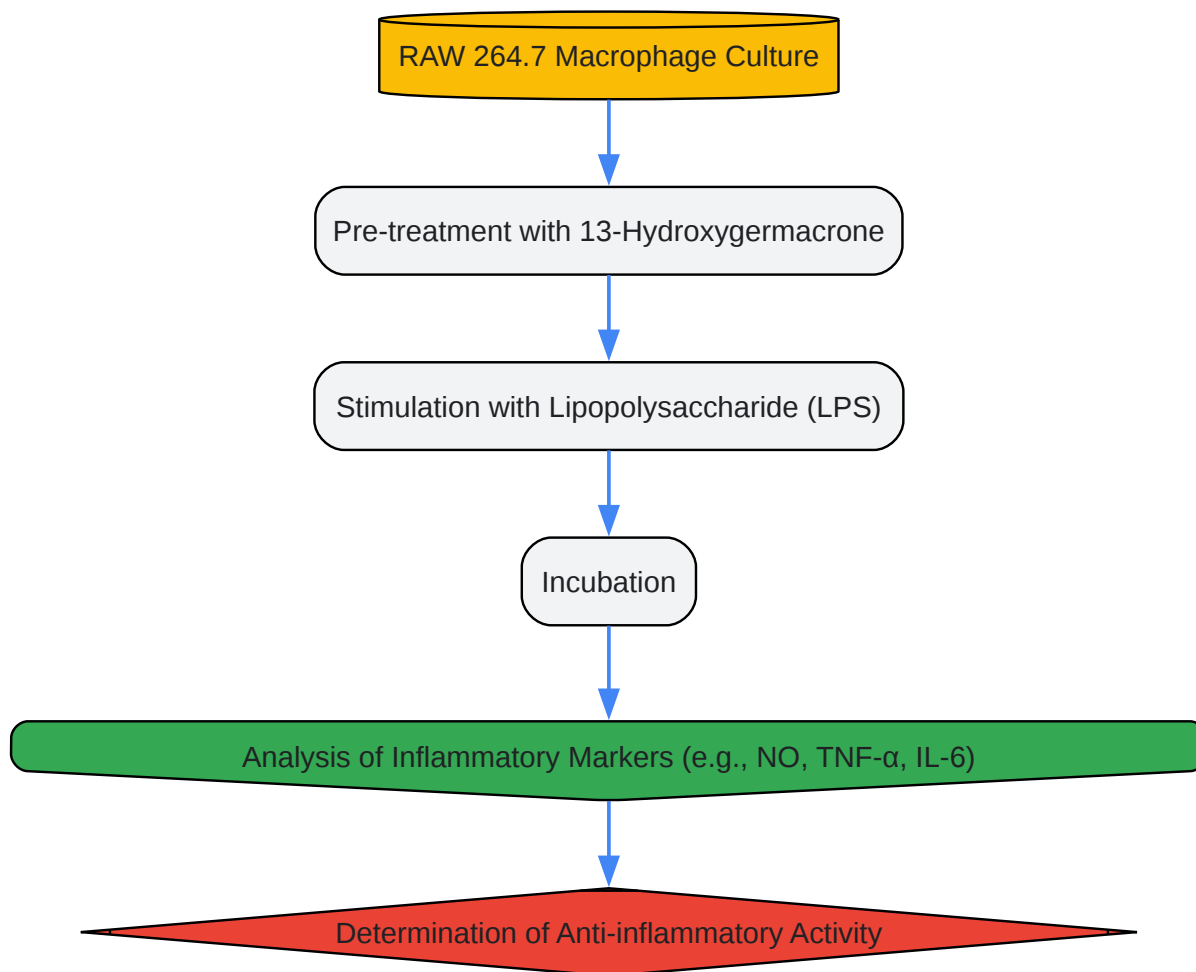 RAW 264.7 Macrophage Culture
Pre-treatment with 13-Hydroxygermacrone
Stimulation with Lipopolysaccharide (LPS)
Incubation
Analysis of Inflammatory Markers (e.g., NO, TNF-α, IL-6)
Determination of Anti-inflammatory Activity